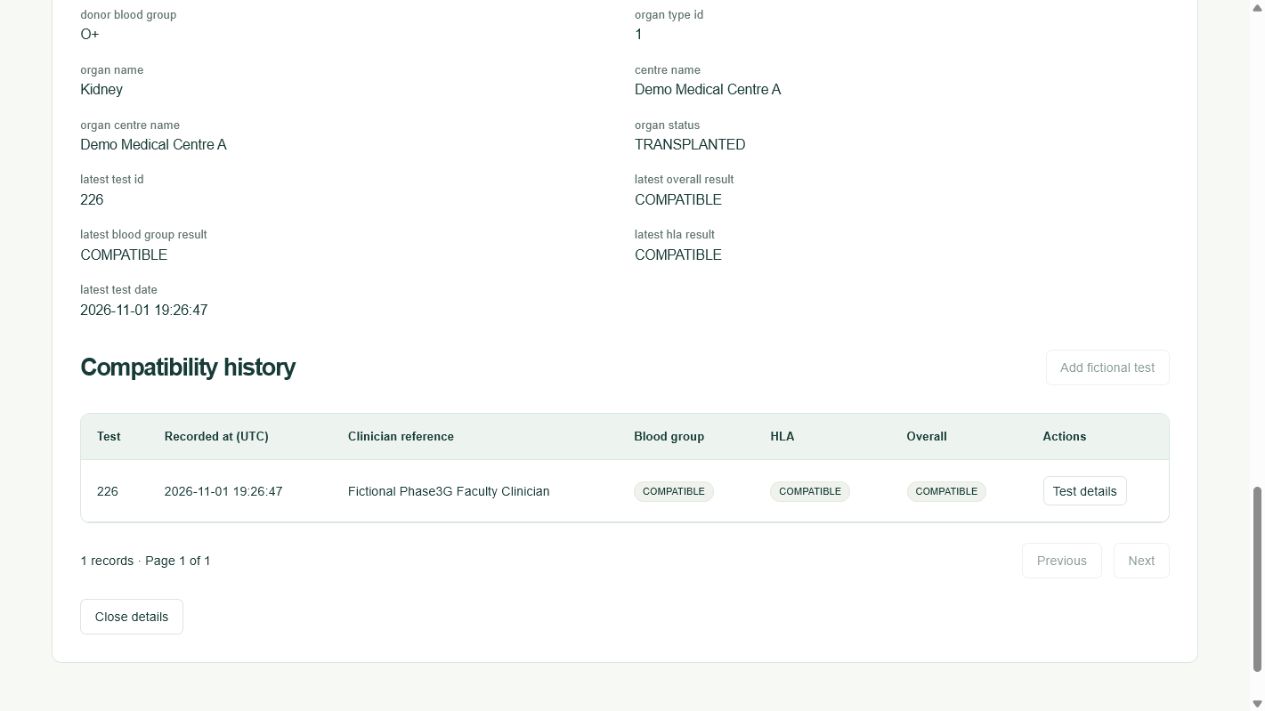 donor blood group
O+
organ type id
1
organ name
Kidney
centre name
Demo Medical Centre A
organ centre name
Demo Medical Centre A
organ status
TRANSPLANTED
latest test id
226
latest overall result
COMPATIBLE
latest blood group result
COMPATIBLE
latest hla result
COMPATIBLE
latest test date
2026-11-01 19:26:47
Compatibility history
Add fictional test
Test Recorded at (UTC) Clinician reference Blood group HLA Overall Actions
226 2026-11-01 19:26:47 Fictional Phase3G Faculty Clinician COMPATIBLE COMPATIBLE COMPATIBLE Test details
1 records · Page 1 of 1
Previous Next
Close details